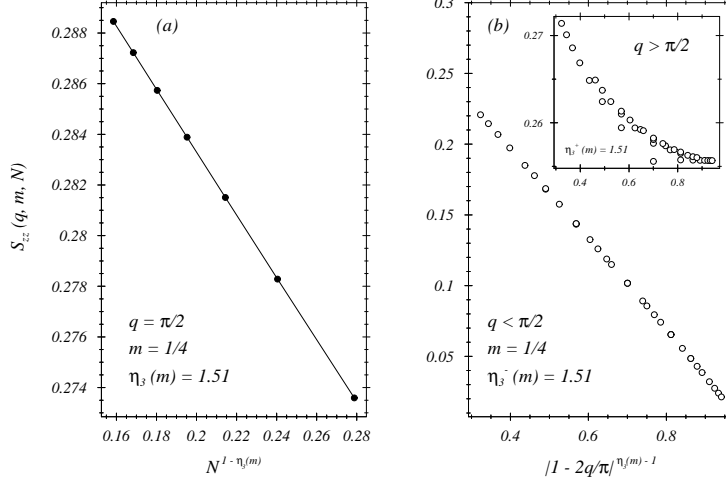 (a)
0.288
0.286
0.284
0.282
0.28
0.278
0.276
0.274
S_zz (q, m, N)
q = π/2
m = 1/4
η_3 (m) = 1.51
0.16 0.18 0.20 0.22 0.24 0.26 0.28
N^{1 - η_3(m)}
(b)
0.3
0.25
0.2
0.15
0.1
0.05
q < π/2
m = 1/4
η_3^- (m) = 1.51
0.4 0.6 0.8
|1 - 2q/π|^{η_3(m) - 1}
q > π/2
0.27
0.26
η_3^+ (m) = 1.51
0.4 0.6 0.8